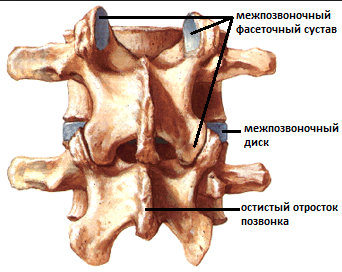 межпозвоночный
фасеточный сустав
межпозвоночный
диск
остистый отросток
позвонка